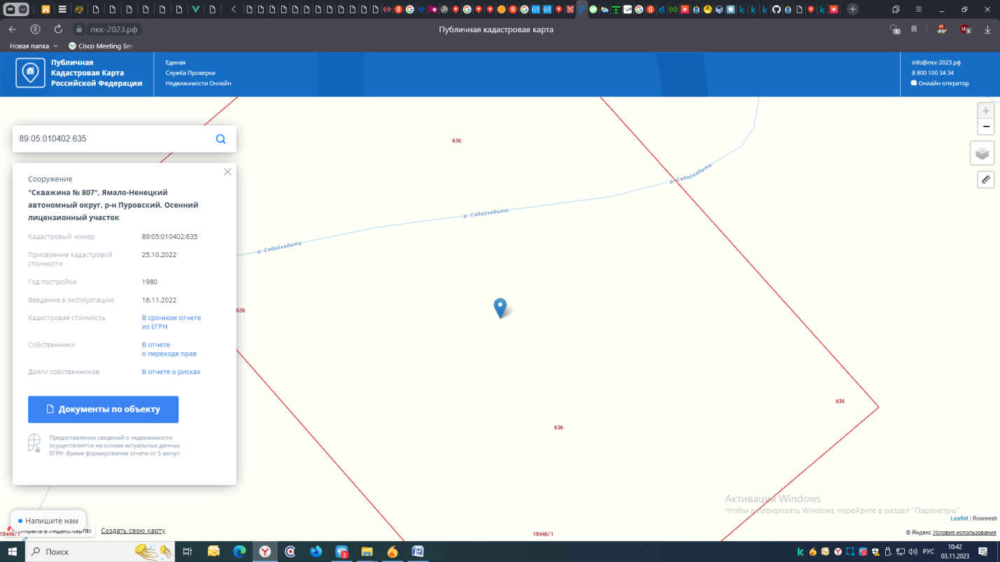 пкк-2023.рф
Публичная кадастровая карта
Новая папка
Cisco Meeting Ser
Публичная
Кадастровая Карта
Российской Федерации
Единая
Служба Проверки
Недвижимости Онлайн
info@пкк-2023.рф
8 800 100 34 34
Онлайн-оператор
89:05:010402:635
Сооружение
"Скважина № 807", Ямало-Ненецкий
автономный округ, р-н Пуровский, Осенний
лицензионный участок
Кадастровый номер 89:05:010402:635
Присвоение кадастровой
стоимости
25.10.2022
Год постройки 1980
Введение в эксплуатацию 16.11.2022
Кадастровая стоимость
В срочном отчете
из ЕГРН
Собственники
В отчете
о переходе прав
Долги собственников В отчете о рисках
Документы по объекту
Предоставление сведений о недвижимости
осуществляется на основе актуальных данных
ЕГРН. Время формирования отчета от 5 минут.
636
р. Сядайхадыта
р. Сядайхадыта
р. Сядайхадыта
636
636
636
+
−
Активация Windows
Чтобы активировать Windows, перейдите в раздел "Параметры".
Leaflet | Rosreestr
Напишите нам
Открыть в Яндекс.Картах
Создать свою карту
18446/1
18446/1
© Яндекс Условия использования
Поиск
РУС
10:42
03.11.2023